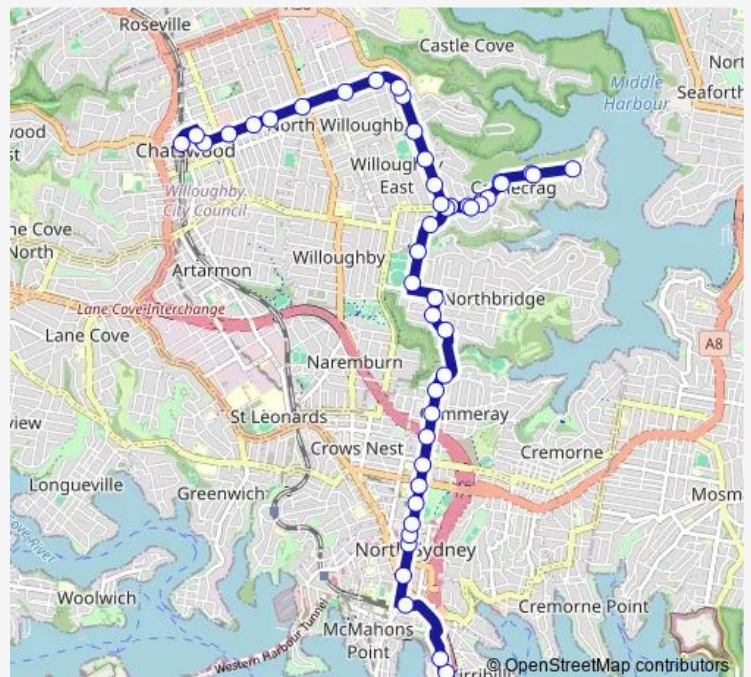 Roseville
Castle Cove
Middle
Harbour
Seaforth
North Willoughb
Chatswood
Willoughby
East
Castlecrag
Willoughby
City Council
Willoughby
Artarmon
Northbridge
Lane Cove Interchange
Lane Cove
A8
Naremburn
St Leonards
Crows Nest
Cremorne
Longueville
Greenwich
Mosm
North Sydney
Woolwich
Cremorne Point
McMahons
Point
Western Harbour Tunnel
© OpenStreetMap contributors